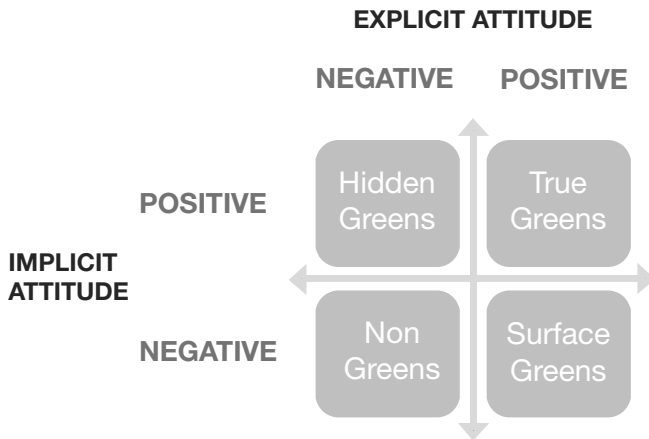 EXPLICIT ATTITUDE
NEGATIVE POSITIVE
POSITIVE
Hidden
Greens
True
Greens
IMPLICIT
ATTITUDE
NEGATIVE
Non
Greens
Surface
Greens